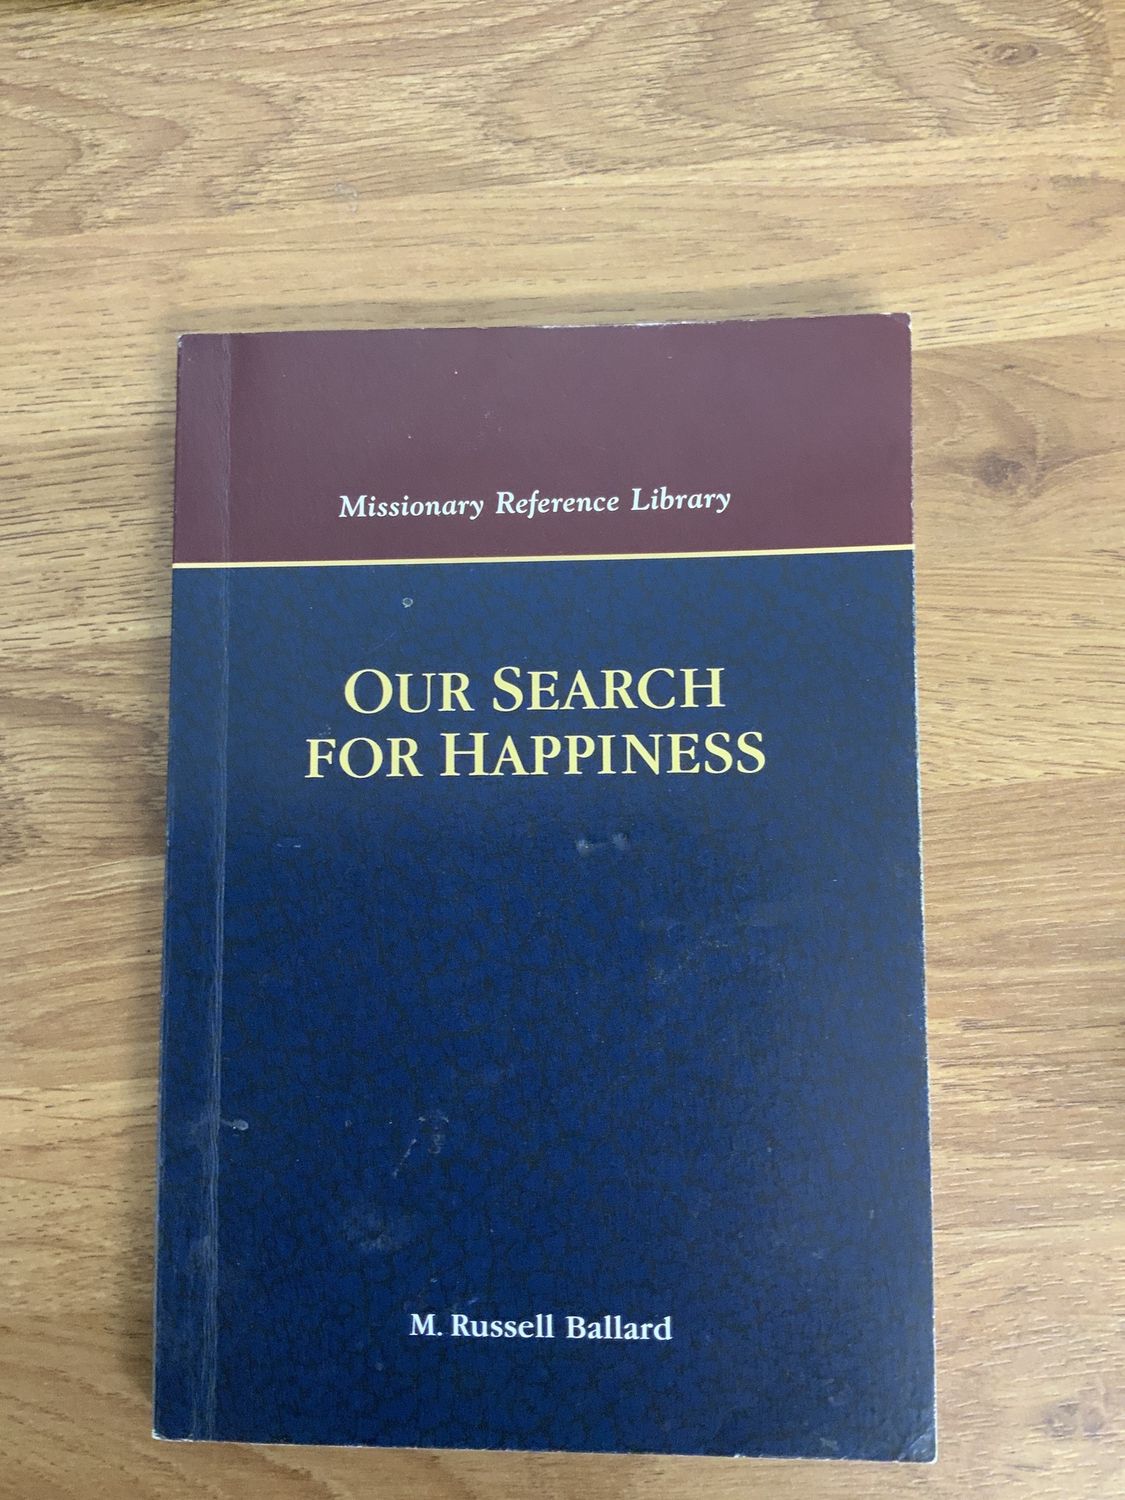 Missionary Reference Library
OUR SEARCH
FOR HAPPINESS
M. Russell Ballard